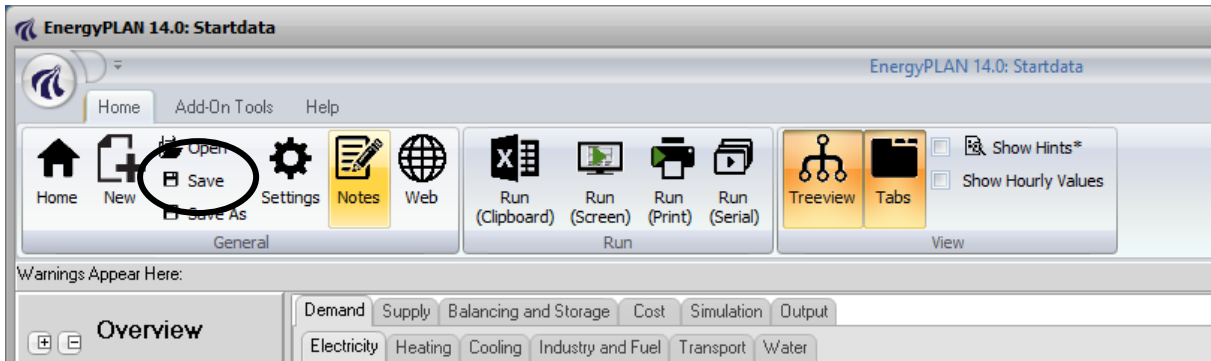 EnergyPLAN 14.0: Startdata
EnergyPLAN 14.0: Startdata
Home Add-On Tools Help
Open
Save
Save As
Home New Settings Notes Web
General
Run (Clipboard) Run (Screen) Run (Print) Run (Serial)
Run
Treeview Tabs
Show Hints*
Show Hourly Values
View
Warnings Appear Here:
Overview
Demand Supply Balancing and Storage Cost Simulation Output
Electricity Heating Cooling Industry and Fuel Transport Water